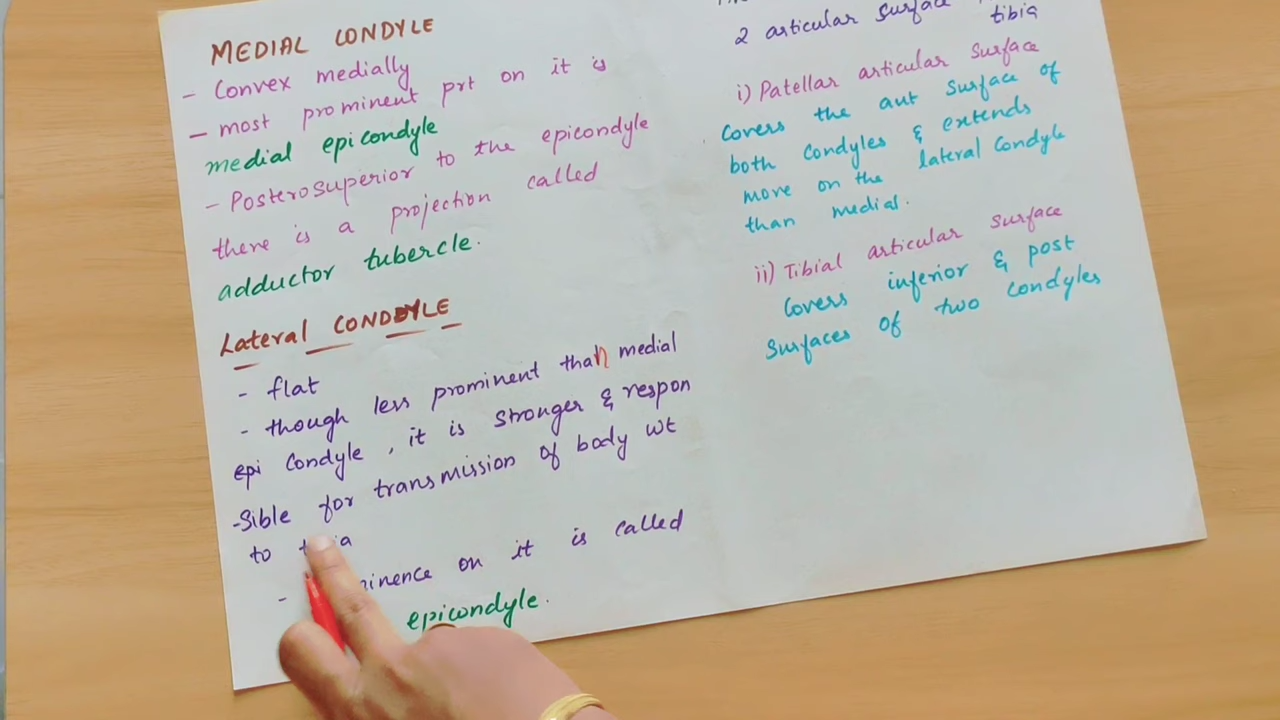 MEDIAL CONDYLE
- Convex medially
- most prominent prt on it is
medial epicondyle
- Posterosuperior to the epicondyle
there is a projection called
adductor tubercle.
Lateral CONDYLE
- flat
- though less prominent than medial
epi Condyle, it is stronger & respon
-sible for transmission of body wt
to
- on it is called
epicondyle.
2 articular surface
tibia
i) Patellar articular surface
Covers the ant surface of
both Condyles & extends
more on the lateral Condyle
than medial.
ii) Tibial articular surface
Covers inferior & post
Surfaces of two condyles